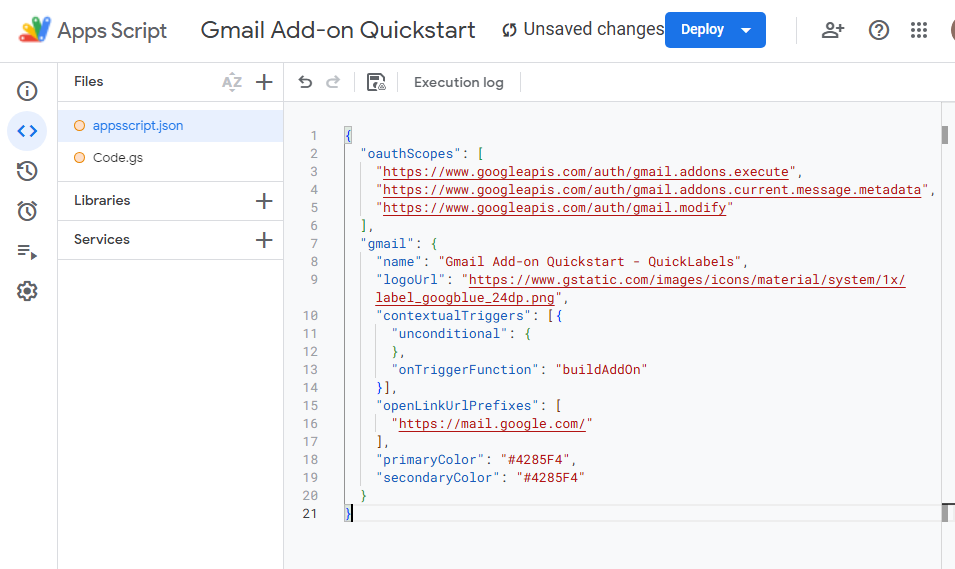 Apps Script
Gmail Add-on Quickstart
Unsaved changes
Deploy
Files
AZ
appsscript.json
Code.gs
Libraries
Services
Execution log
1 {
2 "oauthScopes": [
3 "https://www.googleapis.com/auth/gmail.addons.execute",
4 "https://www.googleapis.com/auth/gmail.addons.current.message.metadata",
5 "https://www.googleapis.com/auth/gmail.modify"
6 ],
7 "gmail": {
8 "name": "Gmail Add-on Quickstart - QuickLabels",
9 "logoUrl": "https://www.gstatic.com/images/icons/material/system/1x/
label_googblue_24dp.png",
10 "contextualTriggers": [{
11 "unconditional": {
12 },
13 "onTriggerFunction": "buildAddOn"
14 }],
15 "openLinkUrlPrefixes": [
16 "https://mail.google.com/"
17 ],
18 "primaryColor": "#4285F4",
19 "secondaryColor": "#4285F4"
20 }
21 }